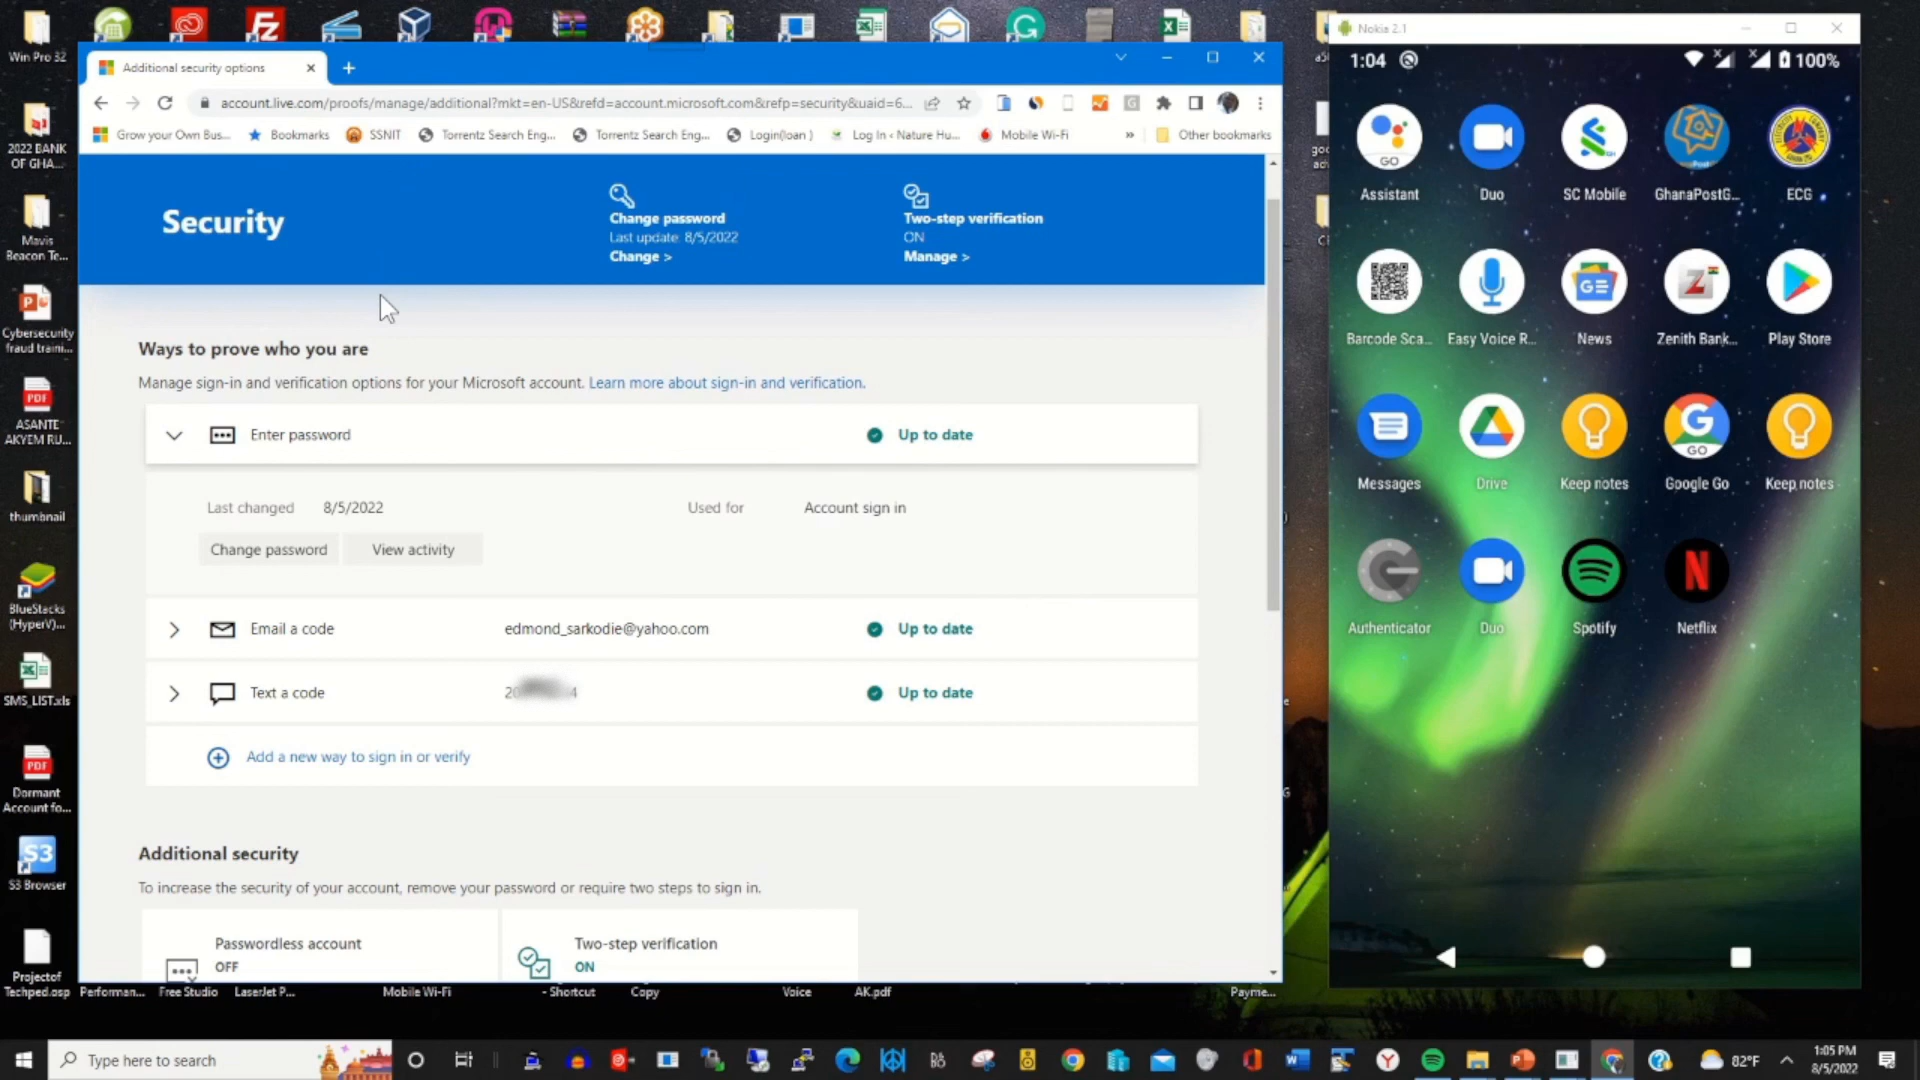 Win Pro 32
2022 BANK
OF GHA...
Mavis
Beacon Te...
Cybersecurity
fraud traini...
ASANTE
AKYEM RU...
thumbnail
BlueStacks
(HyperV)...
SMS_LIST.xls
Dormant
Account fo...
S3 Browser
Projectof
Techped.osp
Performan...
Free Studio
LaserJet P...
Mobile Wi-Fi
- Shortcut
Copy
Voice
AK.pdf
Payme...
Additional security options
account.live.com/proofs/manage/additional?mkt=en-US&refd=account.microsoft.com&refp=security&uaid=6...
Grow your Own Bus...
Bookmarks
SSNIT
Torrentz Search Eng...
Torrentz Search Eng...
Login(loan )
Log In ‹ Nature Hu...
Mobile Wi-Fi
»
Other bookmarks
Security
Change password
Last update: 8/5/2022
Change >
Two-step verification
ON
Manage >
Ways to prove who you are
Manage sign-in and verification options for your Microsoft account. Learn more about sign-in and verification.
Enter password
Up to date
Last changed 8/5/2022
Used for Account sign in
Change password
View activity
Email a code
edmond_sarkodie@yahoo.com
Up to date
Text a code
Up to date
Add a new way to sign in or verify
Additional security
To increase the security of your account, remove your password or require two steps to sign in.
Passwordless account
OFF
Two-step verification
ON
Nokia 2.1
1:04
100%
Assistant
Duo
SC Mobile
GhanaPostG...
ECG
Barcode Sca...
Easy Voice R...
News
Zenith Bank...
Play Store
Messages
Drive
Keep notes
Google Go
Keep notes
Authenticator
Duo
Spotify
Netflix
Type here to search
82°F
1:05 PM
8/5/2022